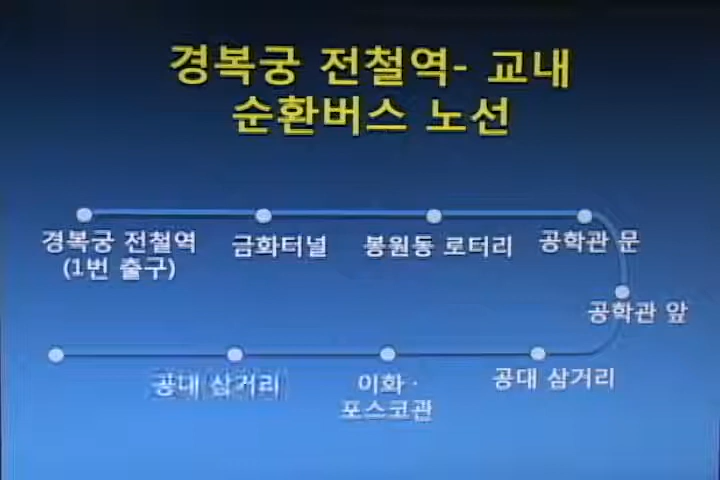 경복궁 전철역- 교내
순환버스 노선
경복궁 전철역
(1번 출구)
금화터널
봉원동 로터리
공학관 문
공학관 앞
공대 삼거리
이화·
포스코관
공대 삼거리